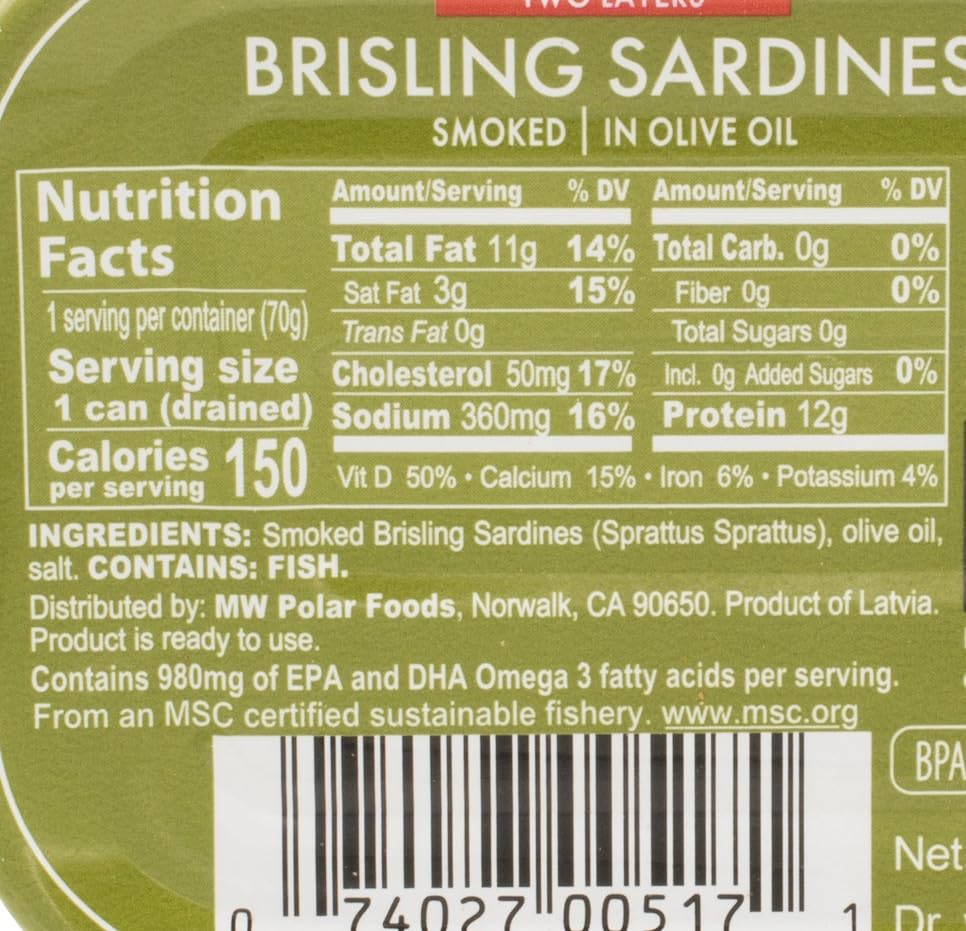 TWO LAYERS
BRISLING SARDINES
SMOKED | IN OLIVE OIL
Nutrition
Facts
1 serving per container (70g)
Serving size
1 can (drained)
Calories 150
per serving
Amount/Serving % DV
Total Fat 11g 14%
Sat Fat 3g 15%
Trans Fat 0g
Cholesterol 50mg 17%
Sodium 360mg 16%
Amount/Serving % DV
Total Carb. 0g 0%
Fiber 0g 0%
Total Sugars 0g
Incl. 0g Added Sugars 0%
Protein 12g
Vit D 50% • Calcium 15% • Iron 6% • Potassium 4%
INGREDIENTS: Smoked Brisling Sardines (Sprattus Sprattus), olive oil,
salt. CONTAINS: FISH.
Distributed by: MW Polar Foods, Norwalk, CA 90650. Product of Latvia.
Product is ready to use.
Contains 980mg of EPA and DHA Omega 3 fatty acids per serving.
From an MSC certified sustainable fishery. www.msc.org
BPA
Net
Dr.
0 74027 00517 1